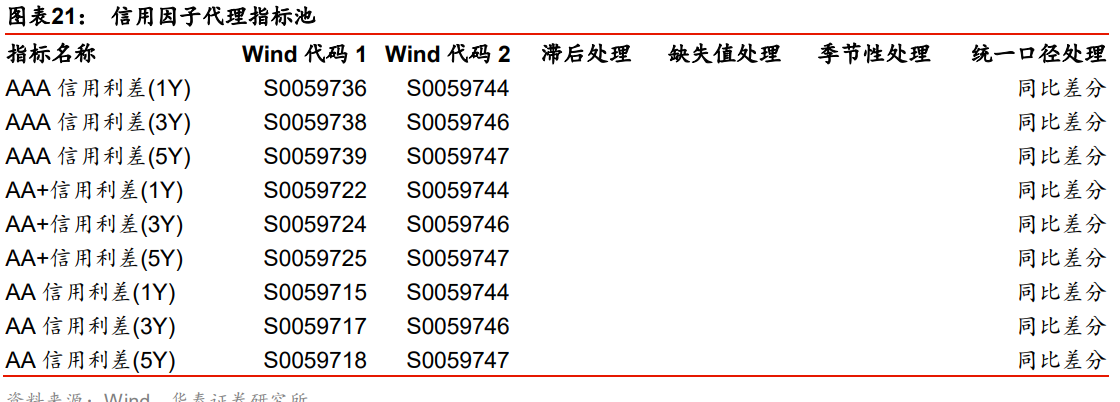 图表21： 信用因子代理指标池
指标名称 Wind 代码 1 Wind 代码 2 滞后处理 缺失值处理 季节性处理 统一口径处理
AAA 信用利差(1Y) S0059736 S0059744 同比差分
AAA 信用利差(3Y) S0059738 S0059746 同比差分
AAA 信用利差(5Y) S0059739 S0059747 同比差分
AA+信用利差(1Y) S0059722 S0059744 同比差分
AA+信用利差(3Y) S0059724 S0059746 同比差分
AA+信用利差(5Y) S0059725 S0059747 同比差分
AA 信用利差(1Y) S0059715 S0059744 同比差分
AA 信用利差(3Y) S0059717 S0059746 同比差分
AA 信用利差(5Y) S0059718 S0059747 同比差分
资料来源：Wind，华泰证券研究所